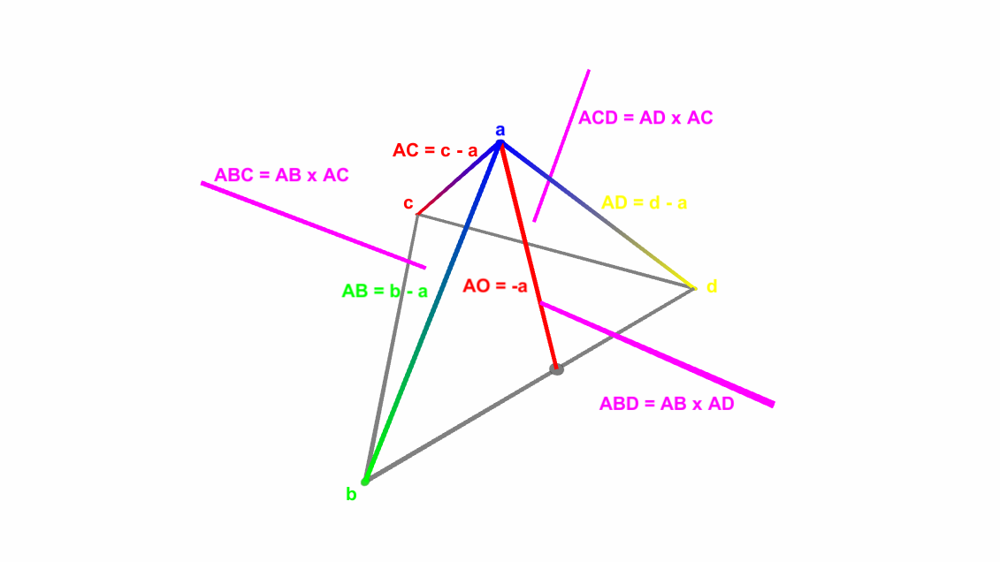 ACD = AD x AC
a
AC = c - a
ABC = AB x AC
c
AD = d - a
AB = b - a
AO = -a
d
ABD = AB x AD
b